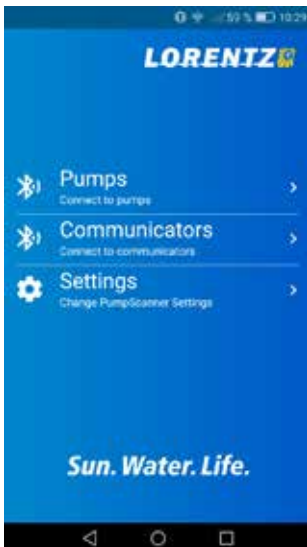 59 % 10:29
LORENTZ
Pumps
Connect to pumps
Communicators
Connect to communicators
Settings
Change PumpScanner Settings
Sun. Water. Life.